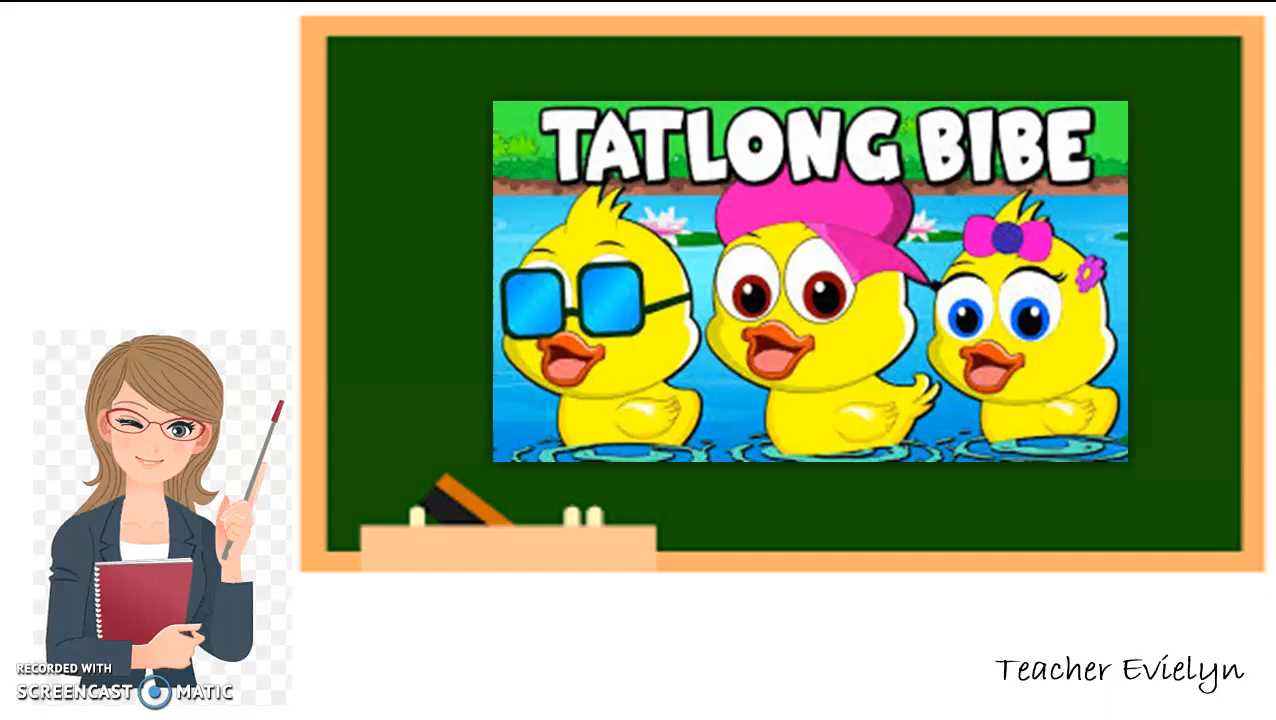 TATLONG BIBE
RECORDED WITH
SCREENCAST MATIC
Teacher Evielyn